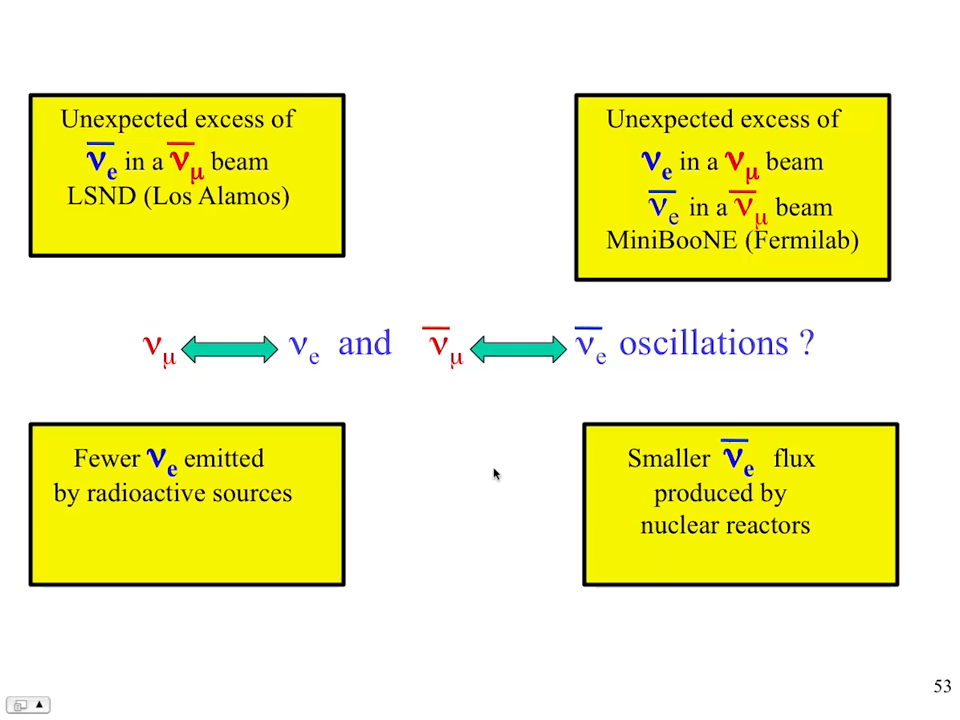 Unexpected excess of
ν̅e in a ν̅μ beam
LSND (Los Alamos)
Unexpected excess of
νe in a νμ beam
ν̅e in a ν̅μ beam
MiniBooNE (Fermilab)
νμ ⟺ νe and ν̅μ ⟺ ν̅e oscillations ?
Fewer νe emitted
by radioactive sources
Smaller ν̅e flux
produced by
nuclear reactors
53